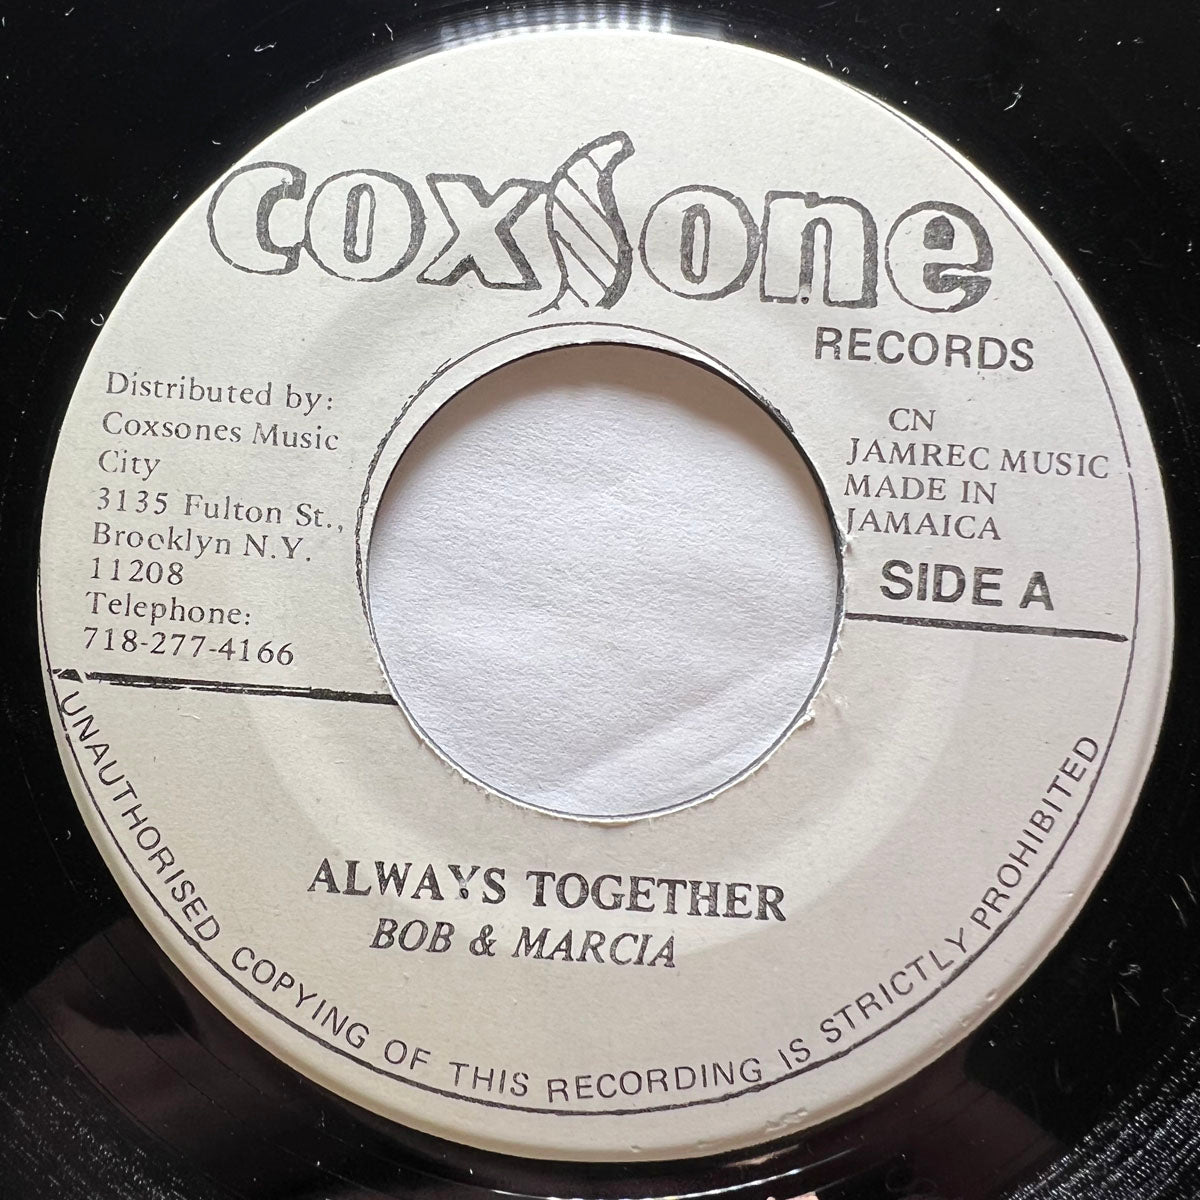 coxsone
RECORDS
Distributed by:
Coxsones Music
City
3135 Fulton St.,
Brooklyn N.Y.
11208
Telephone:
718-277-4166
CN
JAMREC MUSIC
MADE IN
JAMAICA
SIDE A
ALWAYS TOGETHER
BOB & MARCIA
UNAUTHORISED COPYING OF THIS RECORDING IS STRICTLY PROHIBITED